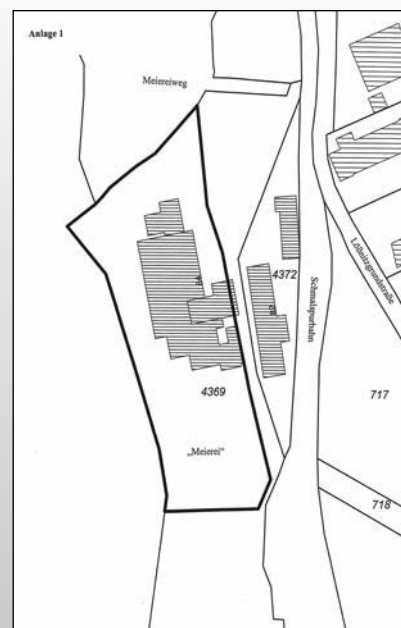 Anlage 1
Meiereiweg
Lößnitzgrundstraße
4372
Schmalspurbahn
4369
717
„Meierei“
718